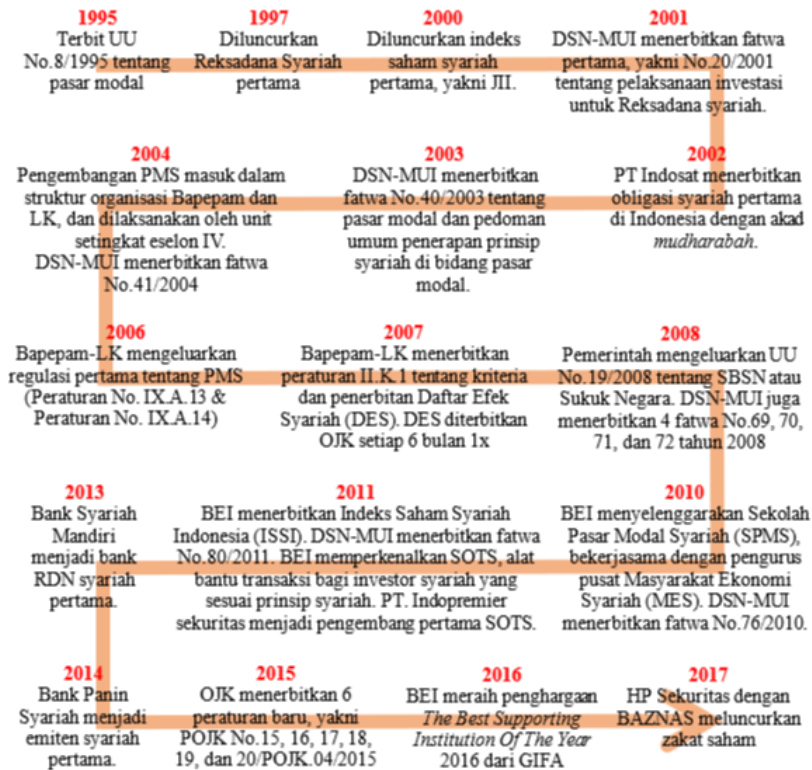 1995
Terbit UU
No.8/1995 tentang
pasar modal
1997
Diluncurkan
Reksadana Syariah
pertama
2000
Diluncurkan indeks
saham syariah
pertama, yakni JII.
2001
DSN-MUI menerbitkan fatwa
pertama, yakni No.20/2001
tentang pelaksanaan investasi
untuk Reksadana syariah.
2002
PT Indosat menerbitkan
obligasi syariah pertama
di Indonesia dengan akad
mudharabah.
2003
DSN-MUI menerbitkan
fatwa No.40/2003 tentang
pasar modal dan pedoman
umum penerapan prinsip
syariah di bidang pasar
modal.
2004
Pengembangan PMS masuk dalam
struktur organisasi Bapepam dan
LK, dan dilaksanakan oleh unit
setingkat eselon IV.
DSN-MUI menerbitkan fatwa
No.41/2004
2006
Bapepam-LK mengeluarkan
regulasi pertama tentang PMS
(Peraturan No. IX.A.13 &
Peraturan No. IX.A.14)
2007
Bapepam-LK menerbitkan
peraturan II.K.1 tentang kriteria
dan penerbitan Daftar Efek
Syariah (DES). DES diterbitkan
OJK setiap 6 bulan 1x
2008
Pemerintah mengeluarkan UU
No.19/2008 tentang SBSN atau
Sukuk Negara. DSN-MUI juga
menerbitkan 4 fatwa No.69, 70,
71, dan 72 tahun 2008
2010
BEI menyelenggarakan Sekolah
Pasar Modal Syariah (SPMS),
bekerjasama dengan pengurus
pusat Masyarakat Ekonomi
Syariah (MES). DSN-MUI
menerbitkan fatwa No.76/2010.
2011
BEI menerbitkan Indeks Saham Syariah
Indonesia (ISSI). DSN-MUI menerbitkan fatwa
No.80/2011. BEI memperkenalkan SOTS, alat
bantu transaksi bagi investor syariah yang
sesuai prinsip syariah. PT. Indopremier
sekuritas menjadi pengembang pertama SOTS.
2013
Bank Syariah
Mandiri
menjadi bank
RDN syariah
pertama.
2014
Bank Panin
Syariah menjadi
emiten syariah
pertama.
2015
OJK menerbitkan 6
peraturan baru, yakni
POJK No.15, 16, 17, 18,
19, dan 20/POJK.04/2015
2016
BEI meraih penghargaan
The Best Supporting
Institution Of The Year
2016 dari GIFA
2017
HP Sekuritas dengan
BAZNAS meluncurkan
zakat saham